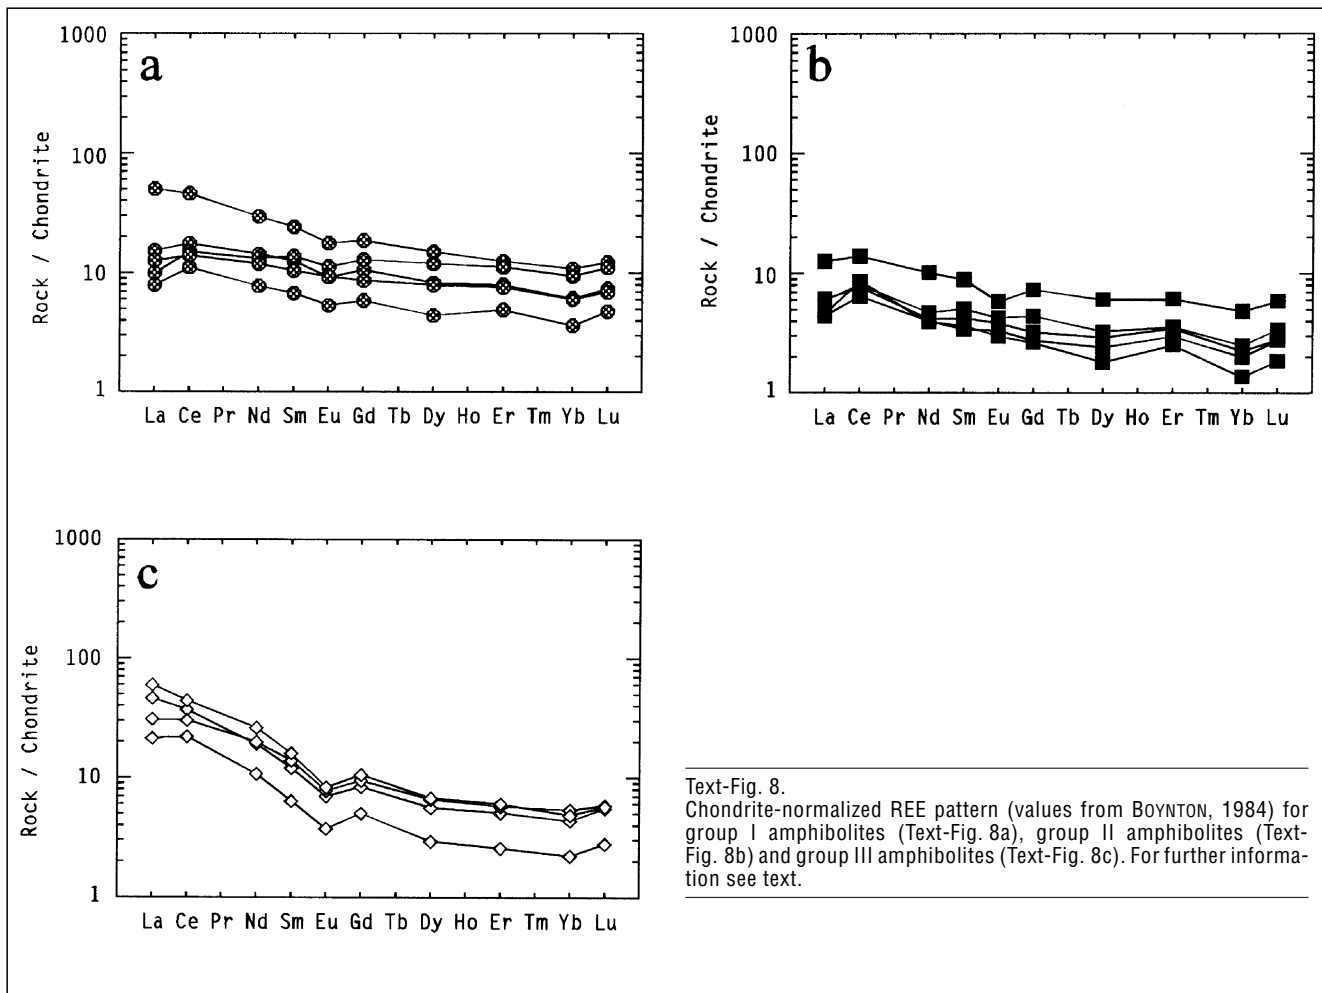 a
1000
100
10
1
Rock / Chondrite
La Ce Pr Nd Sm Eu Gd Tb Dy Ho Er Tm Yb Lu
b
1000
100
10
1
Rock / Chondrite
La Ce Pr Nd Sm Eu Gd Tb Dy Ho Er Tm Yb Lu
c
1000
100
10
1
Rock / Chondrite
La Ce Pr Nd Sm Eu Gd Tb Dy Ho Er Tm Yb Lu
Text-Fig. 8.
Chondrite-normalized REE pattern (values from BOYNTON, 1984) for
group I amphibolites (Text-Fig. 8a), group II amphibolites (Text-
Fig. 8b) and group III amphibolites (Text-Fig. 8c). For further informa-
tion see text.